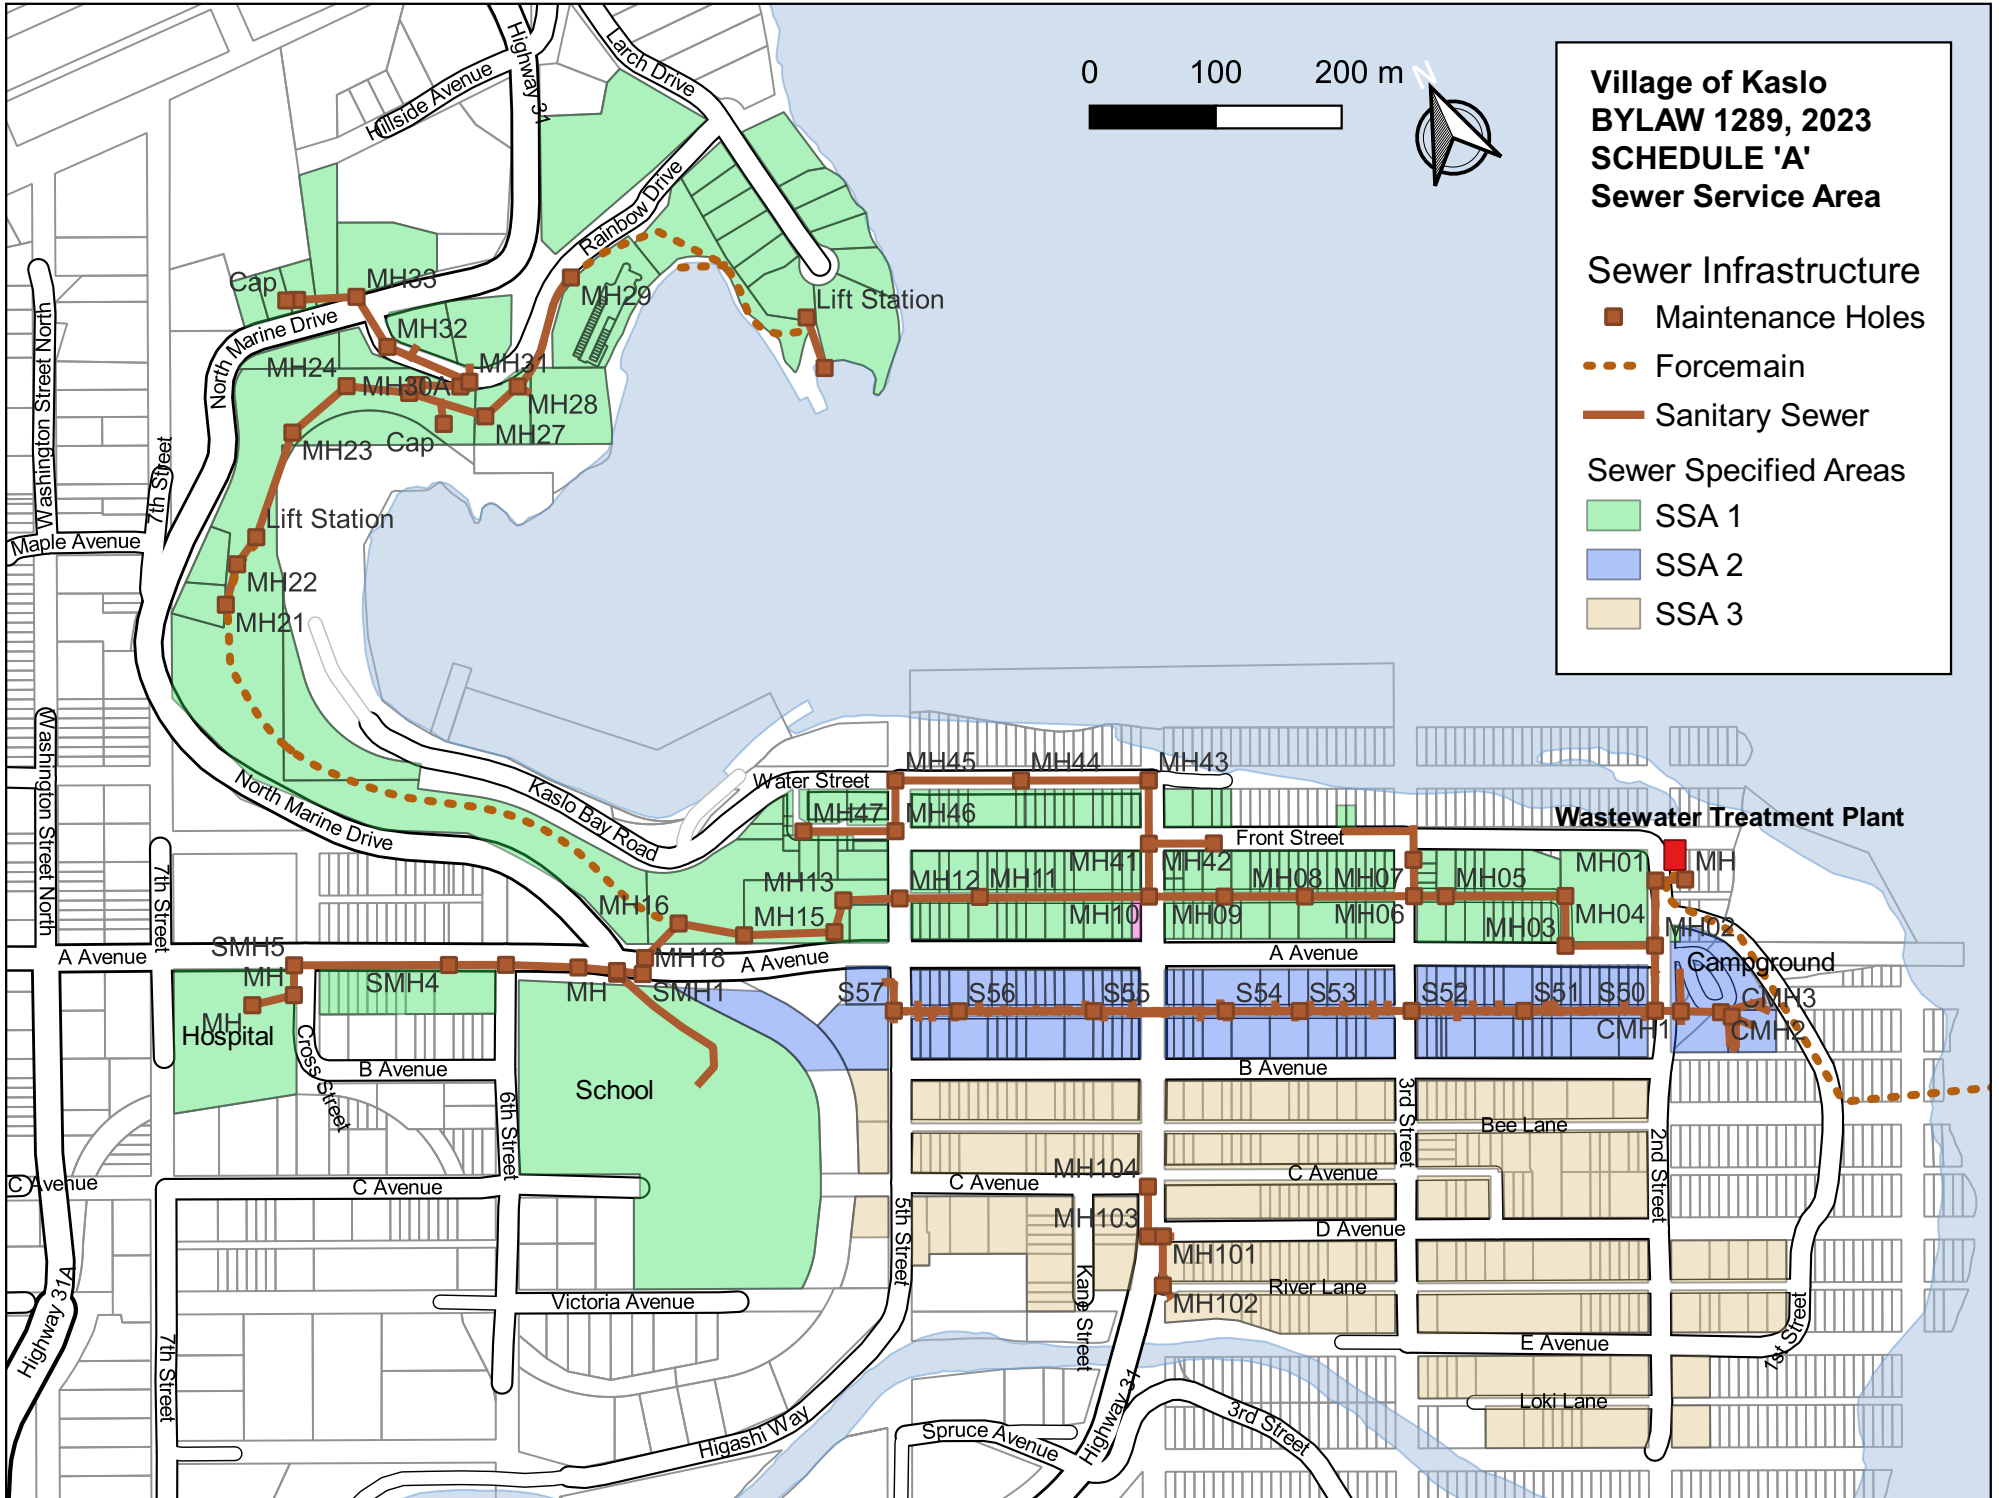 Village of Kaslo
BYLAW 1289, 2023
SCHEDULE 'A'
Sewer Service Area
Sewer Infrastructure
Maintenance Holes
Forcemain
Sanitary Sewer
Sewer Specified Areas
SSA 1
SSA 2
SSA 3
0 100 200 m
N
Highway 31
Larch Drive
Hillside Avenue
Rainbow Drive
Cap
MH33
MH29
Lift Station
North Marine Drive
MH32
MH31
MH24
MH30A
MH28
MH27
Cap
MH23
Washington Street North
7th Street
Lift Station
Maple Avenue
MH22
MH21
Washington Street North
North Marine Drive
Kaslo Bay Road
Water Street
MH45
MH44
MH43
MH47
MH46
Wastewater Treatment Plant
Front Street
MH41
MH42
MH01
MH
7th Street
MH13
MH12
MH11
MH08
MH07
MH05
MH16
MH15
MH10
MH09
MH06
MH03
MH04
MH02
A Avenue
SMH5
MH18
A Avenue
A Avenue
Campground
MH
SMH4
MH
SMH1
S57
S56
S55
S54
S53
S52
S51
S50
CMH3
MH
CMH1
CMH2
Hospital
Cross Street
B Avenue
School
B Avenue
6th Street
3rd Street
Bee Lane
2nd Street
MH104
C Avenue
C Avenue
C Avenue
C Avenue
MH103
D Avenue
5th Street
MH101
Kane Street
River Lane
MH102
Highway 31A
Victoria Avenue
7th Street
E Avenue
1st Street
Loki Lane
Highway 31
3rd Street
Higashi Way
Spruce Avenue